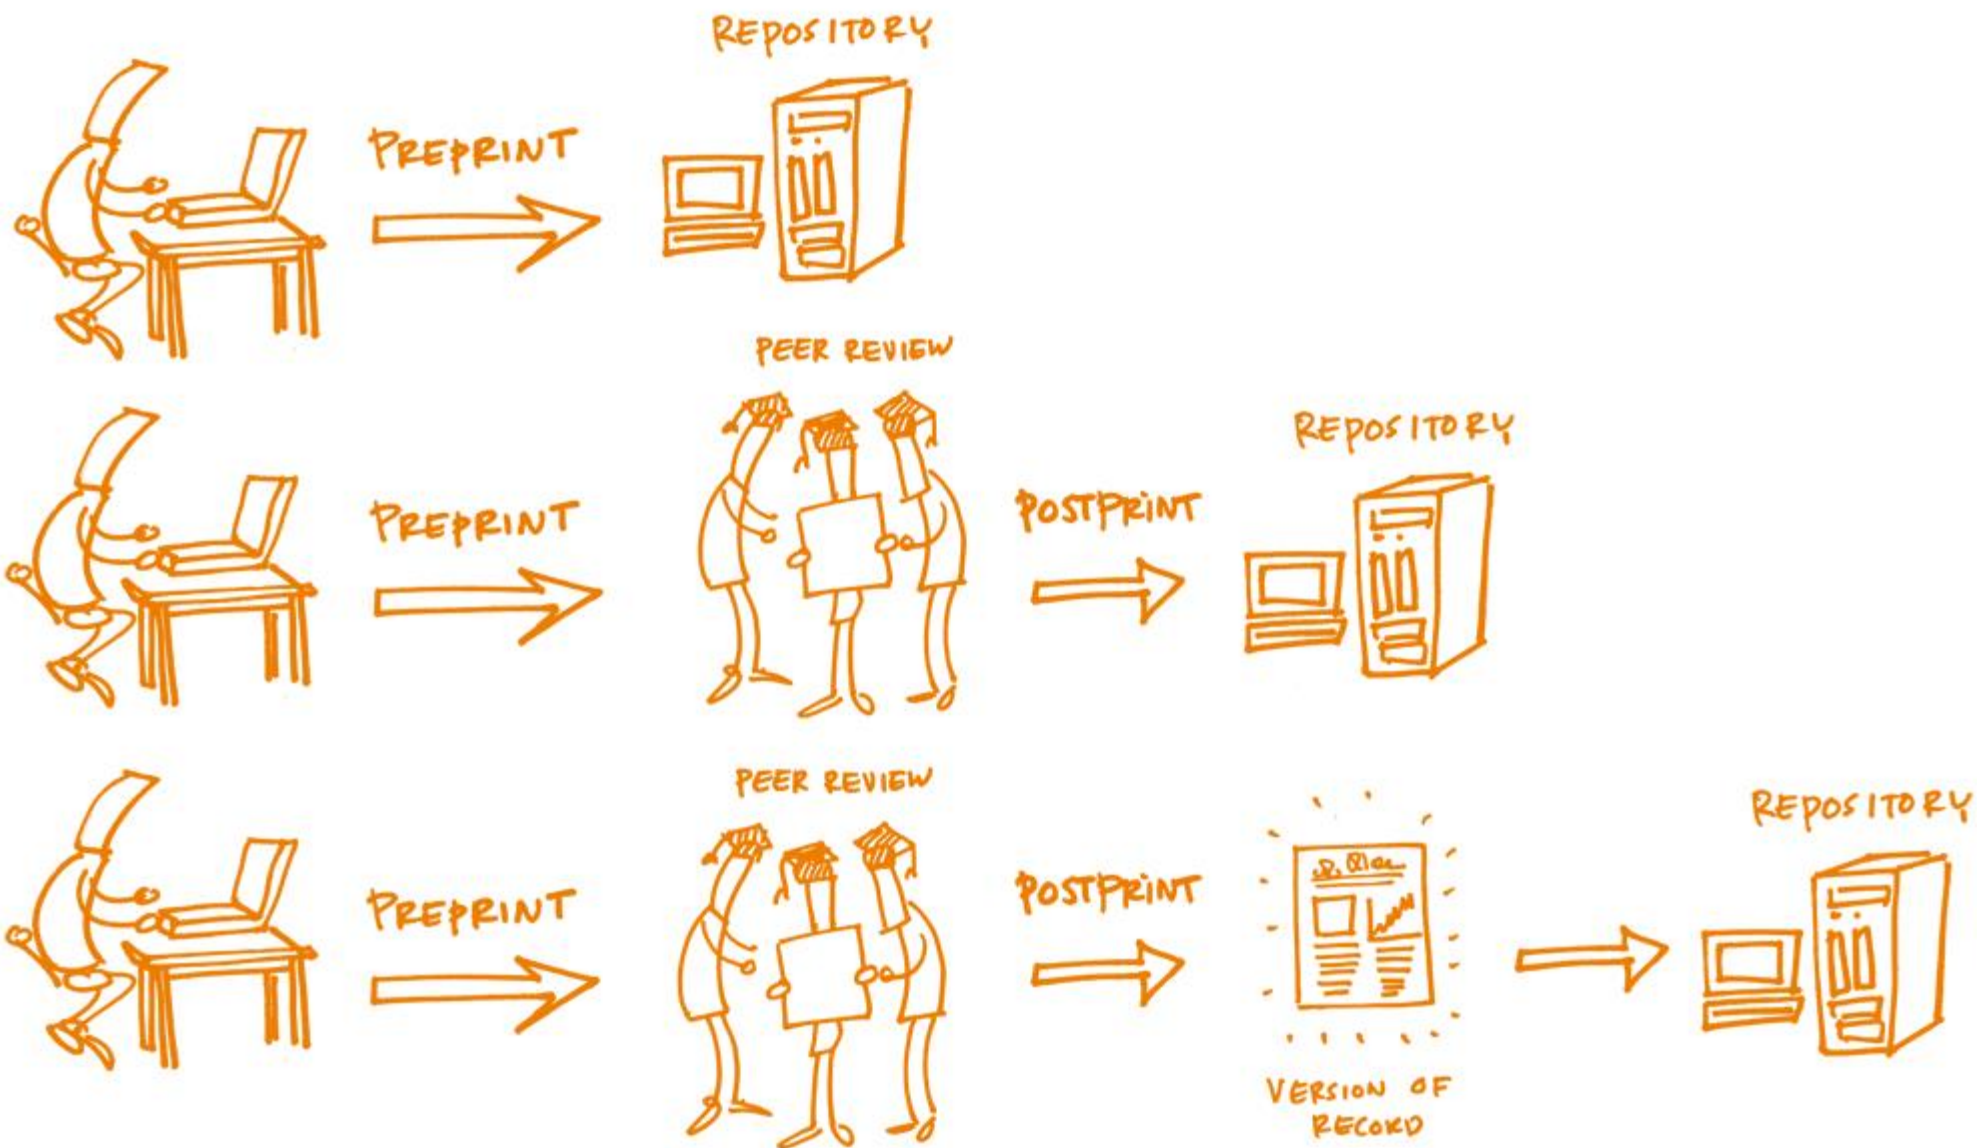 REPOSITORY
PREPRINT
PEER REVIEW
REPOSITORY
PREPRINT
POSTPRINT
PEER REVIEW
REPOSITORY
PREPRINT
POSTPRINT
VERSION OF
RECORD